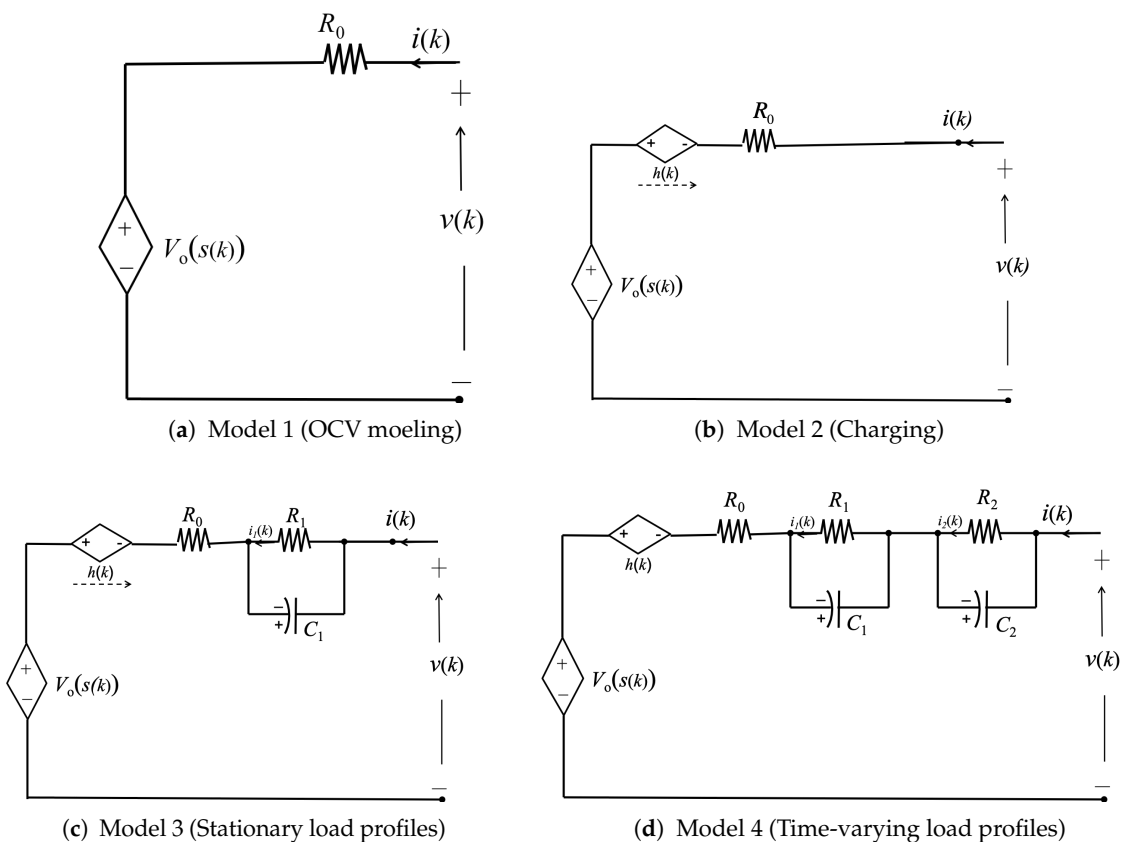 R₀
i(k)
+
v(k)
+
−
Vₒ(s(k))
−
(a) Model 1 (OCV moeling)
R₀
i(k)
+ -
h(k)
+
v(k)
+
−
Vₒ(s(k))
−
(b) Model 2 (Charging)
R₀
i₁(k)
R₁
i(k)
+ -
h(k)
+
−
+
C₁
v(k)
+
−
Vₒ(s(k))
−
(c) Model 3 (Stationary load profiles)
R₀
i₁(k)
R₁
i₂(k)
R₂
i(k)
+ -
h(k)
+
−
+
C₁
−
+
C₂
v(k)
+
−
Vₒ(s(k))
−
(d) Model 4 (Time-varying load profiles)